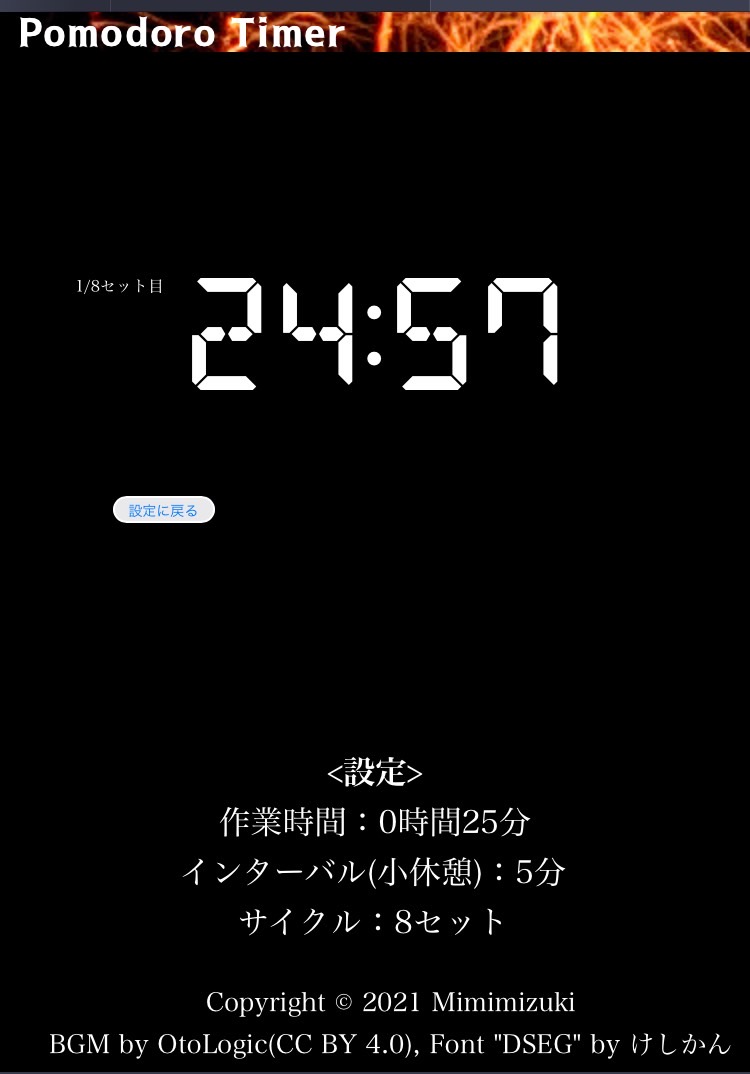 Pomodoro Timer
1/8セット目
24:57
設定に戻る
<設定>
作業時間：0時間25分
インターバル(小休憩)：5分
サイクル：8セット
Copyright © 2021 Mimimizuki
BGM by OtoLogic(CC BY 4.0), Font "DSEG" by けしかん